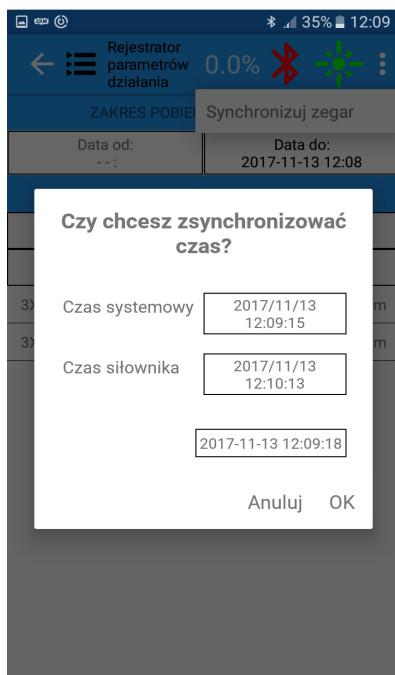 35% 12:09
Rejestrator
parametrów
działania
0.0%
ZAKRES POBIE
Synchronizuj zegar
Data od:
- - :
Data do:
2017-11-13 12:08
Czy chcesz zsynchronizować
czas?
Czas systemowy
2017/11/13
12:09:15
3X
m
Czas siłownika
2017/11/13
12:10:13
3X
m
2017-11-13 12:09:18
Anuluj OK